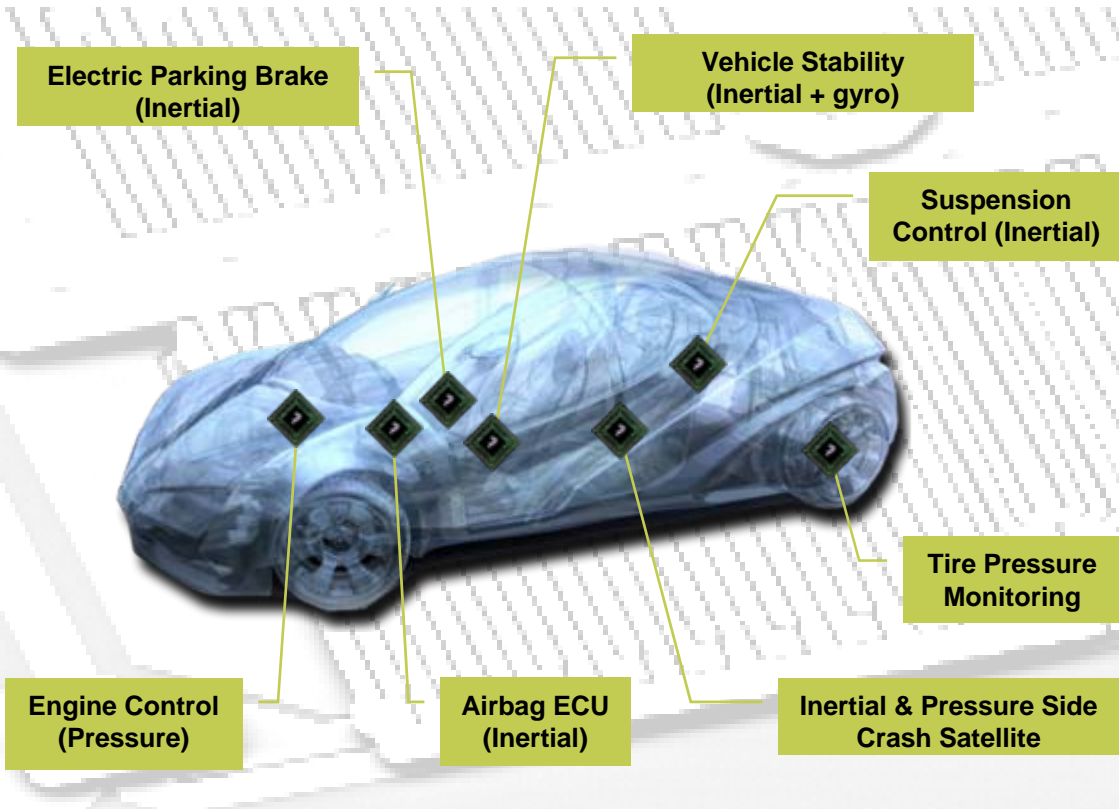 Electric Parking Brake
(Inertial)
Vehicle Stability
(Inertial + gyro)
Suspension
Control (Inertial)
Tire Pressure
Monitoring
Engine Control
(Pressure)
Airbag ECU
(Inertial)
Inertial & Pressure Side
Crash Satellite